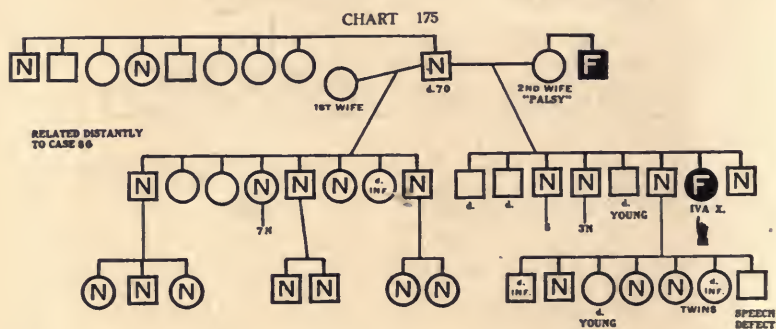 CHART 175
N N N d.70 F
1ST WIFE
2ND WIFE
"PALSY"
RELATED DISTANTLY
TO CASE 86
N N N N d. INF. N d. d. N N d. YOUNG N F N
7N 5 3N IVA X.
N N N N N N N d. INF. N d. YOUNG N N d. INF.
TWINS
SPEECH
DEFECT